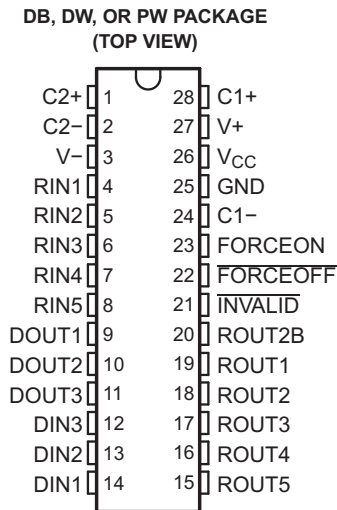 DB, DW, OR PW PACKAGE
(TOP VIEW)
C2+ 1 28 C1+
C2− 2 27 V+
V− 3 26 VCC
RIN1 4 25 GND
RIN2 5 24 C1−
RIN3 6 23 FORCEON
RIN4 7 22 FORCEOFF
RIN5 8 21 INVALID
DOUT1 9 20 ROUT2B
DOUT2 10 19 ROUT1
DOUT3 11 18 ROUT2
DIN3 12 17 ROUT3
DIN2 13 16 ROUT4
DIN1 14 15 ROUT5